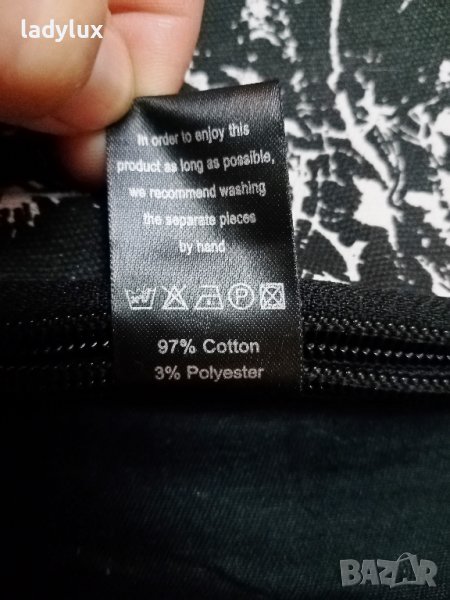 ladylux
In order to enjoy this
product as long as possible,
we recommend washing
the separate pieces
by hand
P
97% Cotton
3% Polyester
BAZAR